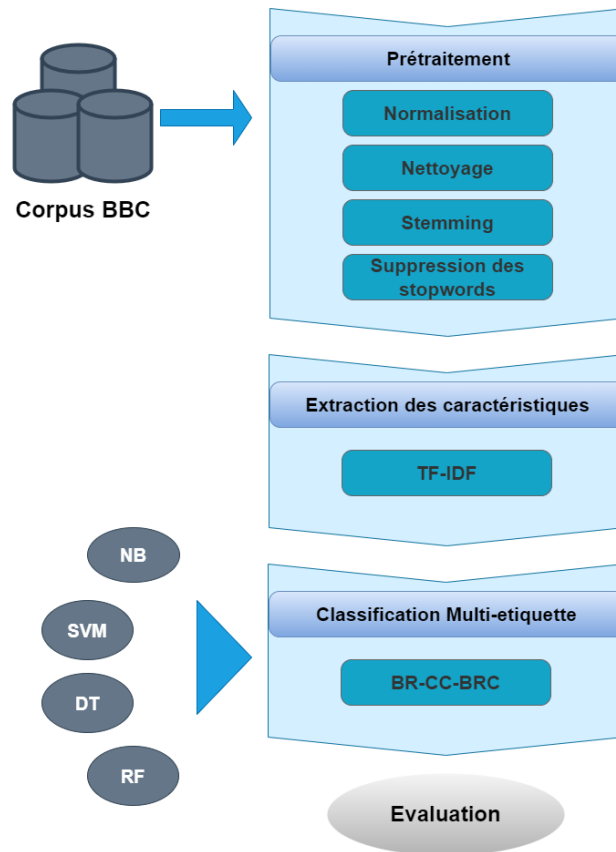 Prétraitement
Normalisation
Nettoyage
Stemming
Suppression des
stopwords
Corpus BBC
Extraction des caractéristiques
TF-IDF
NB
SVM
DT
RF
Classification Multi-etiquette
BR-CC-BRC
Evaluation